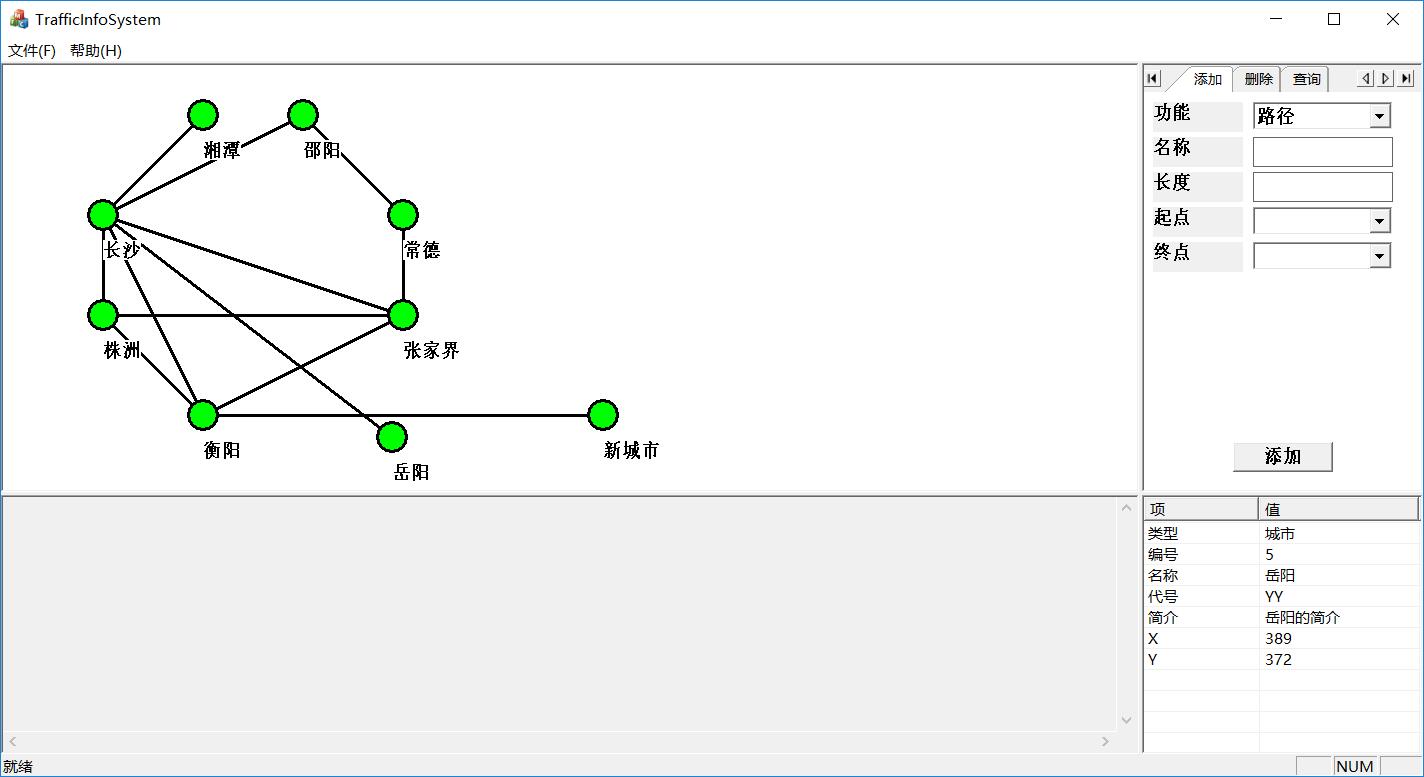 TrafficInfoSystem
文件(F) 帮助(H)
湘潭
邵阳
长沙
常德
株洲
张家界
衡阳
岳阳
新城市
添加 删除 查询
功能 路径
名称
长度
起点
终点
添加
项 值
类型 城市
编号 5
名称 岳阳
代号 YY
简介 岳阳的简介
X 389
Y 372
就绪 NUM